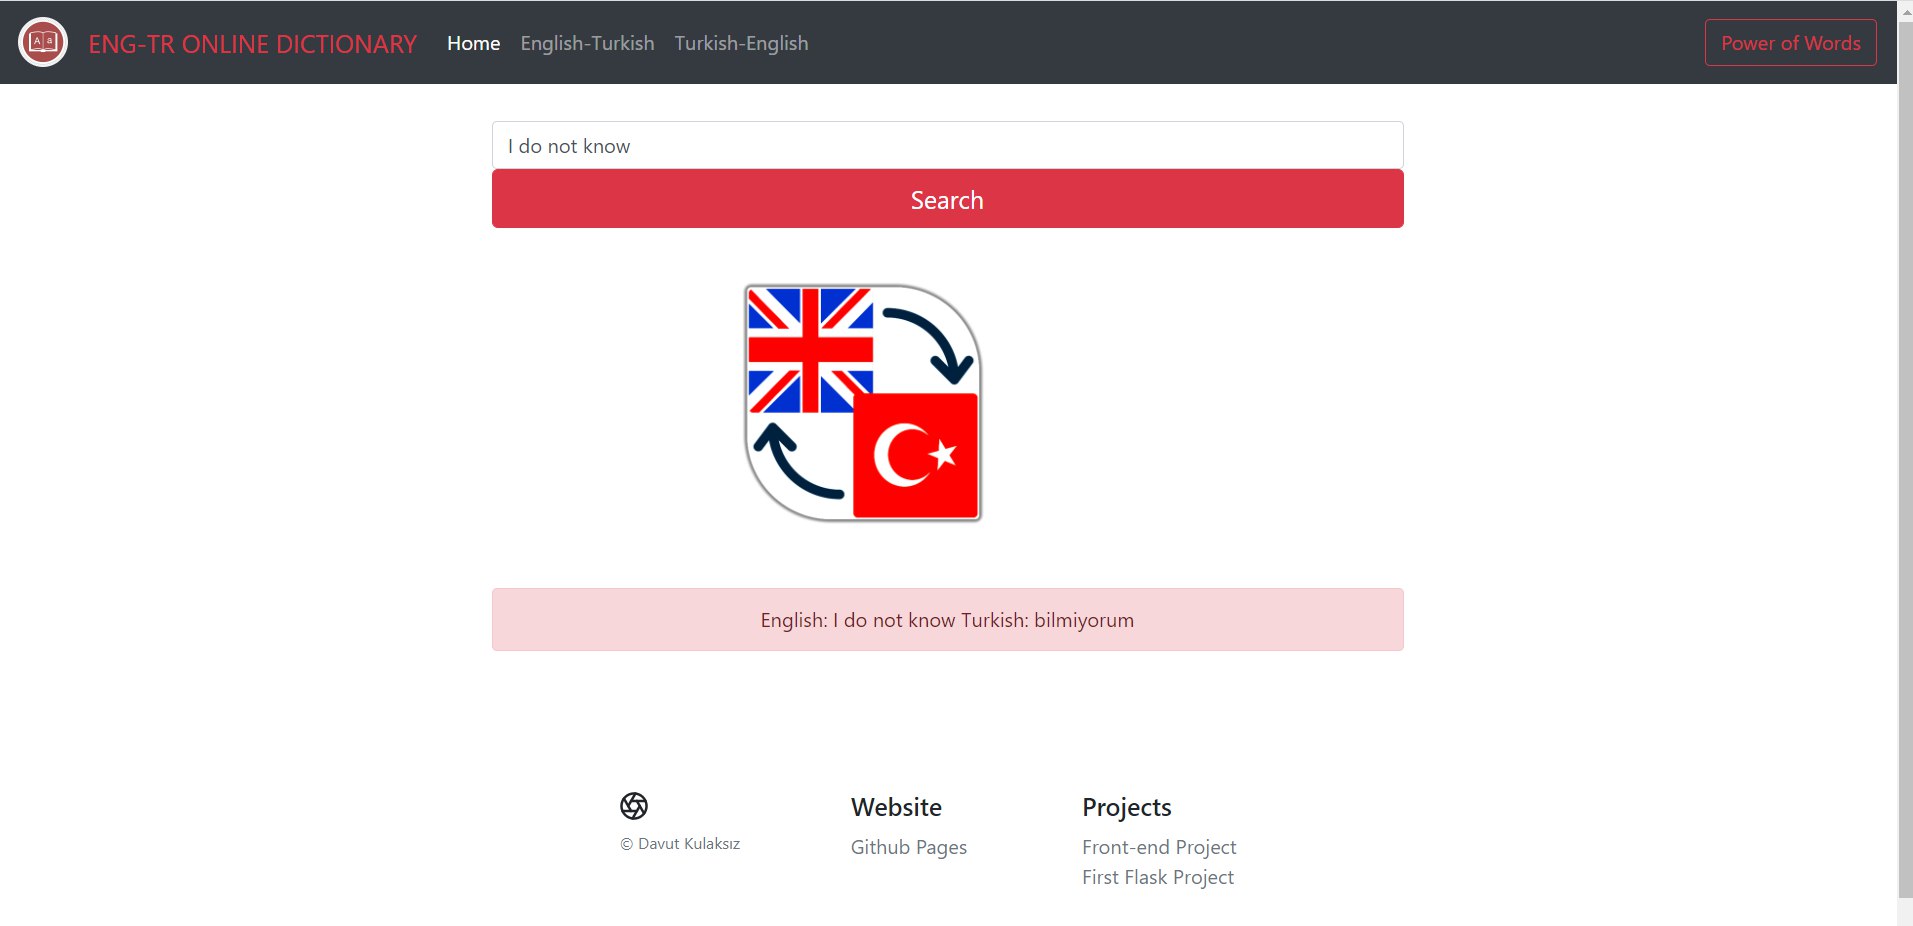 A a
ENG-TR ONLINE DICTIONARY Home English-Turkish Turkish-English Power of Words
I do not know
Search
English: I do not know Turkish: bilmiyorum
© Davut Kulaksız
Website
Github Pages
Projects
Front-end Project
First Flask Project